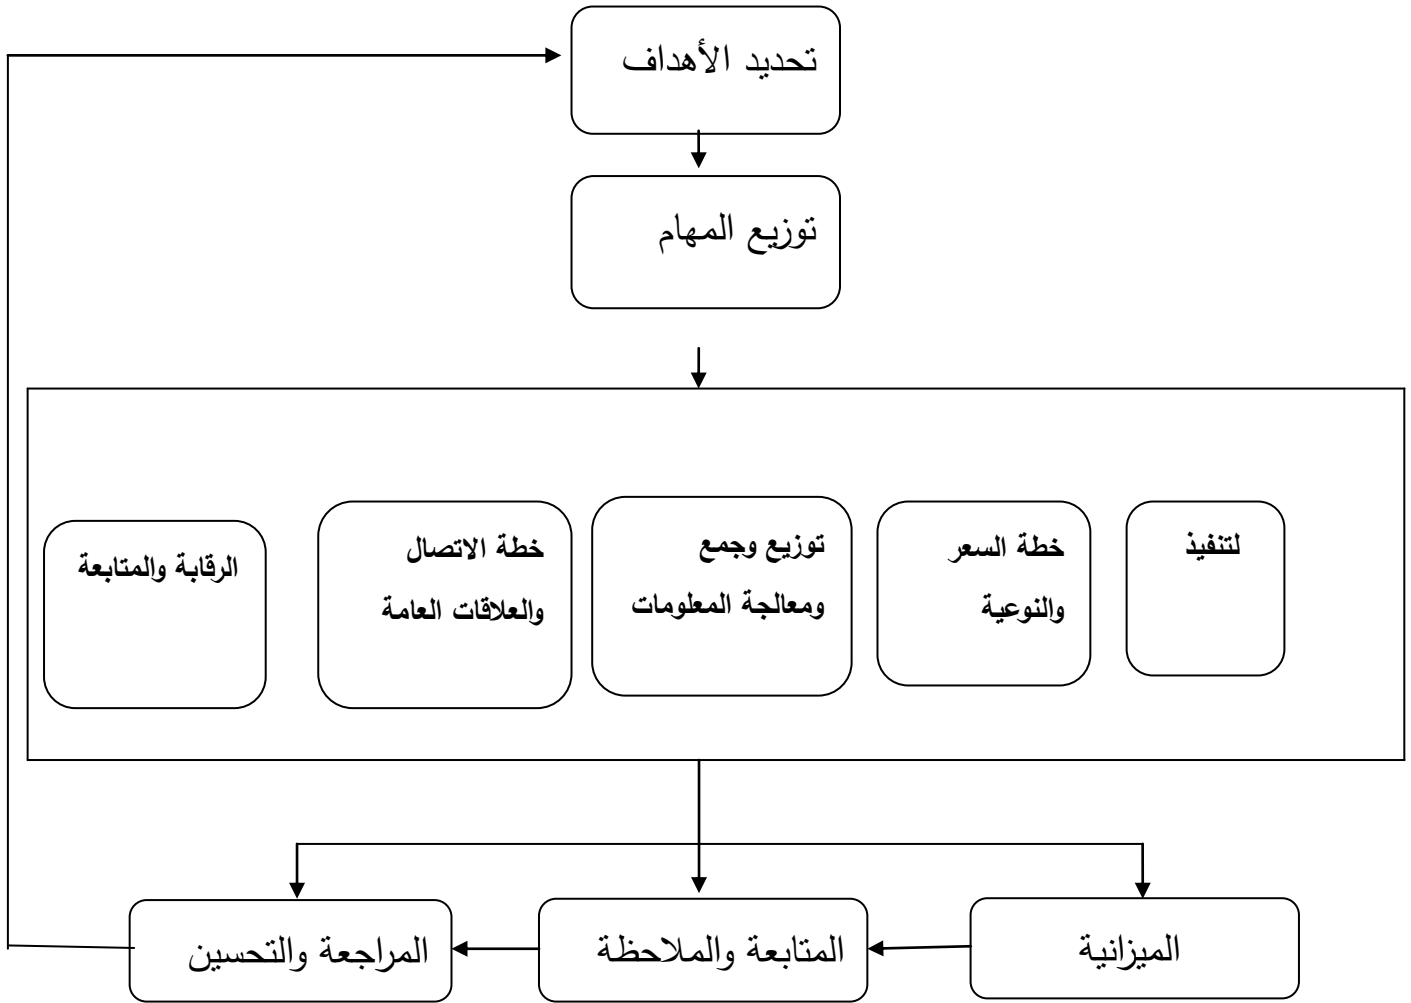 تحديد الأهداف
توزيع المهام
لتنفيذ
خطة السعر
والنوعية
توزيع وجمع
ومعالجة المعلومات
خطة الاتصال
والعلاقات العامة
الرقابة والمتابعة
الميزانية
المتابعة والملاحظة
المراجعة والتحسين